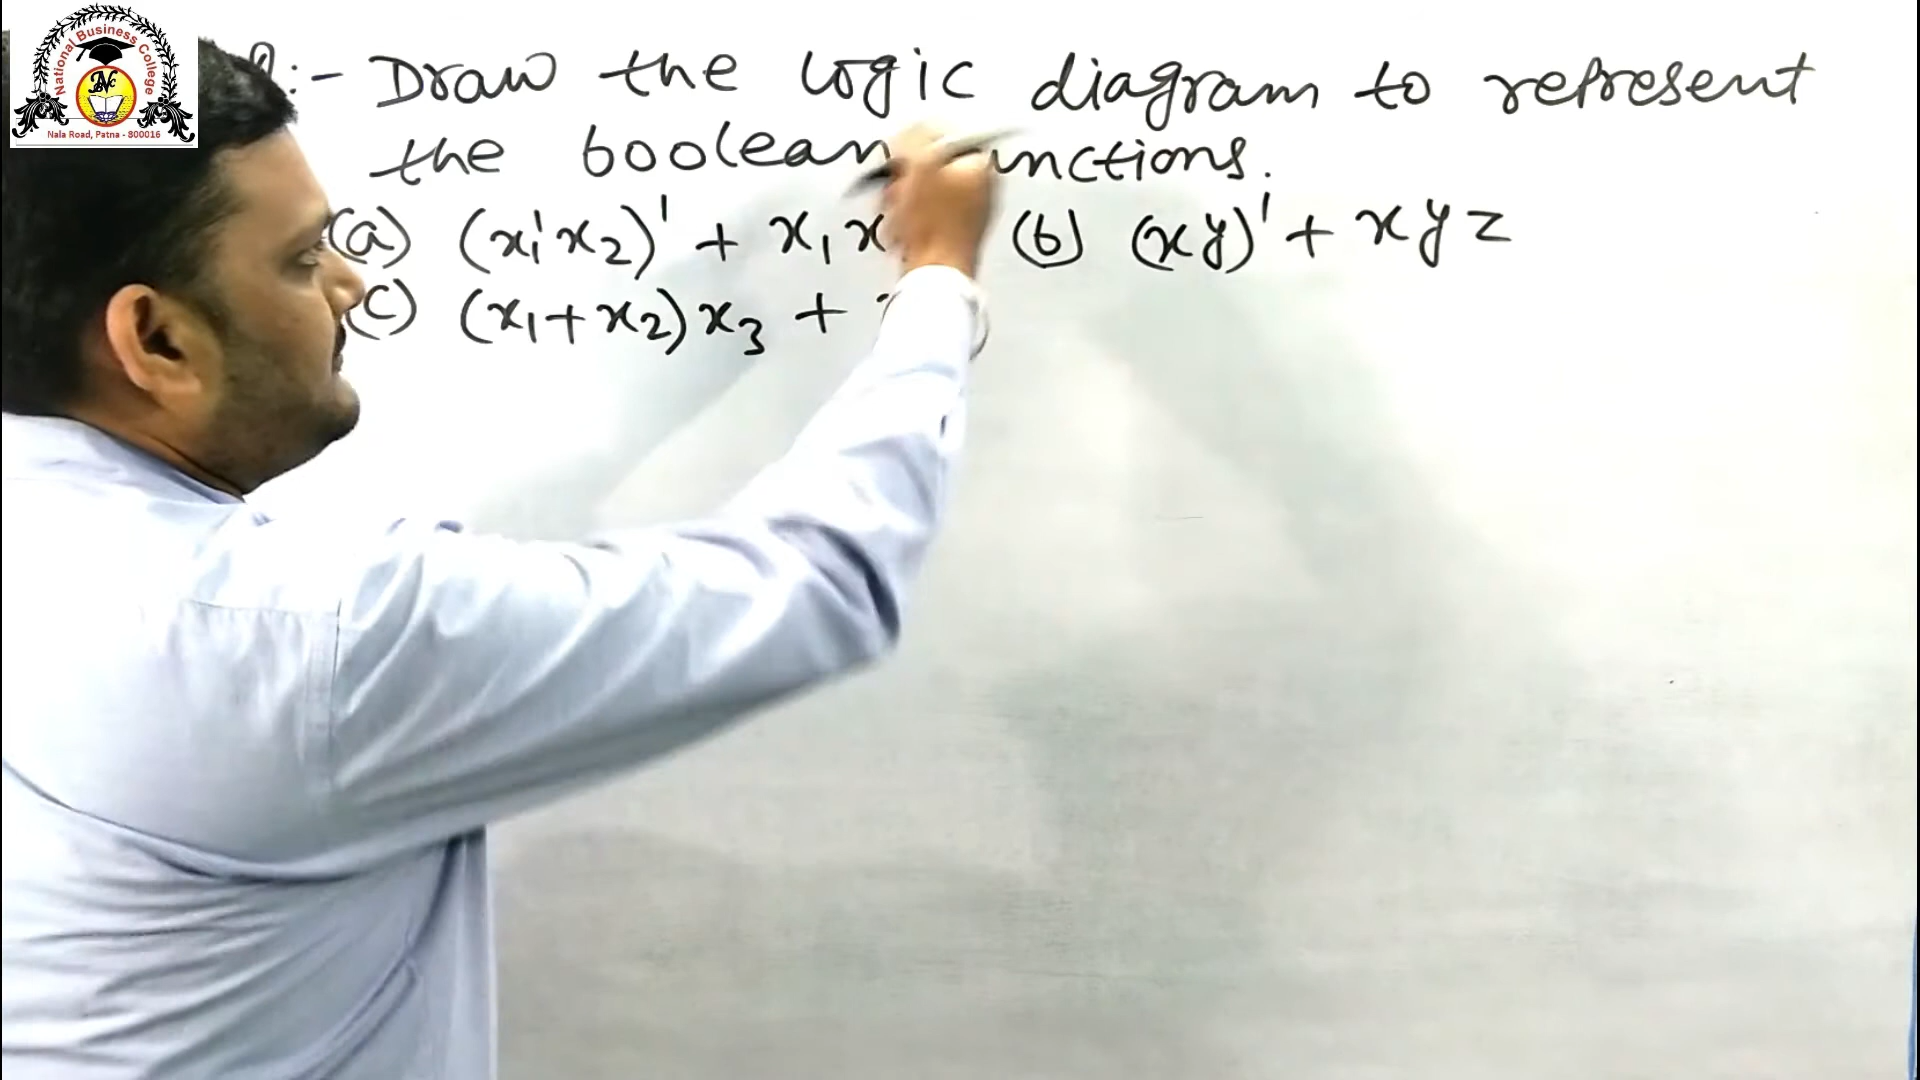 National Business College
Nala Road, Patna - 800016
:- Draw the logic diagram to represent
the boolean functions.
(a) (x₁'x₂)' + x₁x (b) (xy)' + xyz
(c) (x₁+x₂)x₃ +